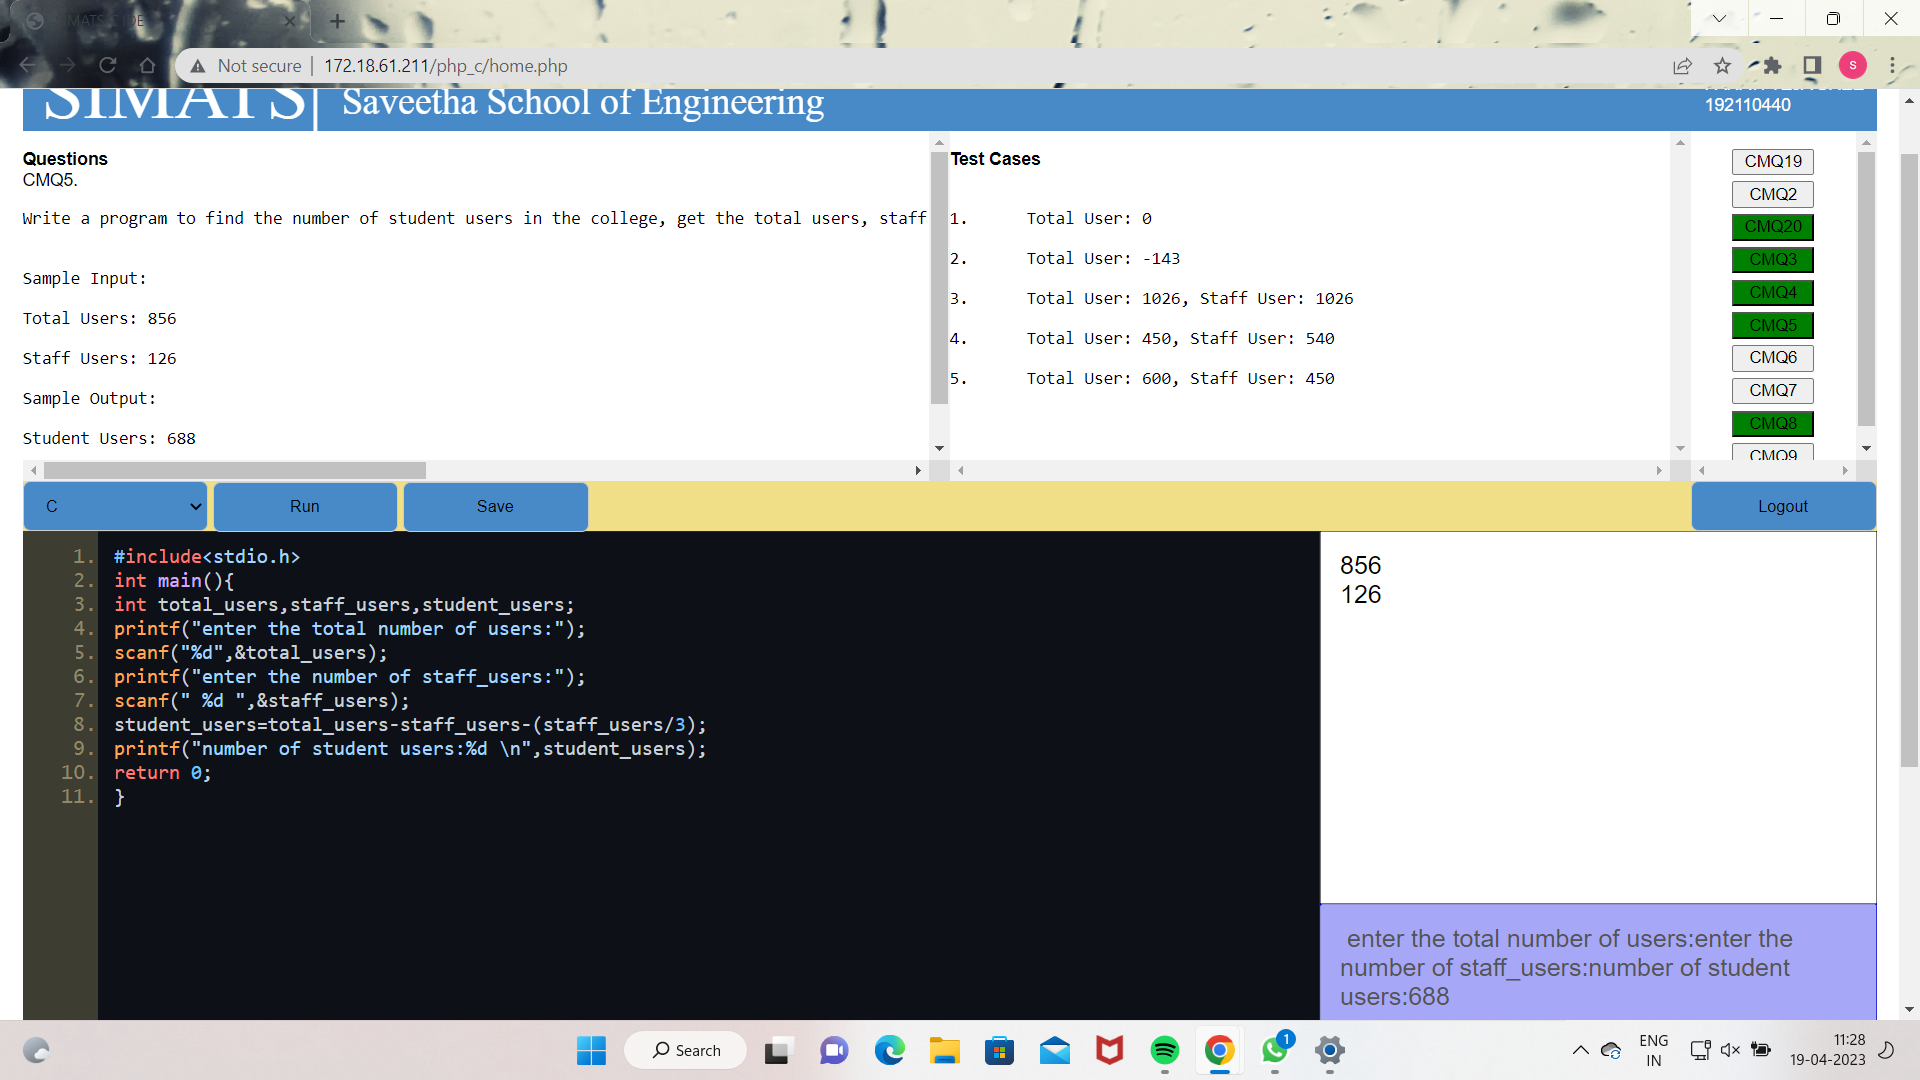 SIMATS IDE
Not secure | 172.18.61.211/php_c/home.php
S
SIMATS| Saveetha School of Engineering
192110440
Questions
CMQ5.
Write a program to find the number of student users in the college, get the total users, staff
Sample Input:
Total Users: 856
Staff Users: 126
Sample Output:
Student Users: 688
Test Cases
1. Total User: 0
2. Total User: -143
3. Total User: 1026, Staff User: 1026
4. Total User: 450, Staff User: 540
5. Total User: 600, Staff User: 450
CMQ19
CMQ2
CMQ20
CMQ3
CMQ4
CMQ5
CMQ6
CMQ7
CMQ8
CMQ9
C Run Save Logout
1. #include<stdio.h>
2. int main(){
3. int total_users,staff_users,student_users;
4. printf("enter the total number of users:");
5. scanf("%d",&total_users);
6. printf("enter the number of staff_users:");
7. scanf(" %d ",&staff_users);
8. student_users=total_users-staff_users-(staff_users/3);
9. printf("number of student users:%d \n",student_users);
10. return 0;
11. }
856
126
enter the total number of users:enter the
number of staff_users:number of student
users:688
Search
1
ENG
IN
11:28
19-04-2023